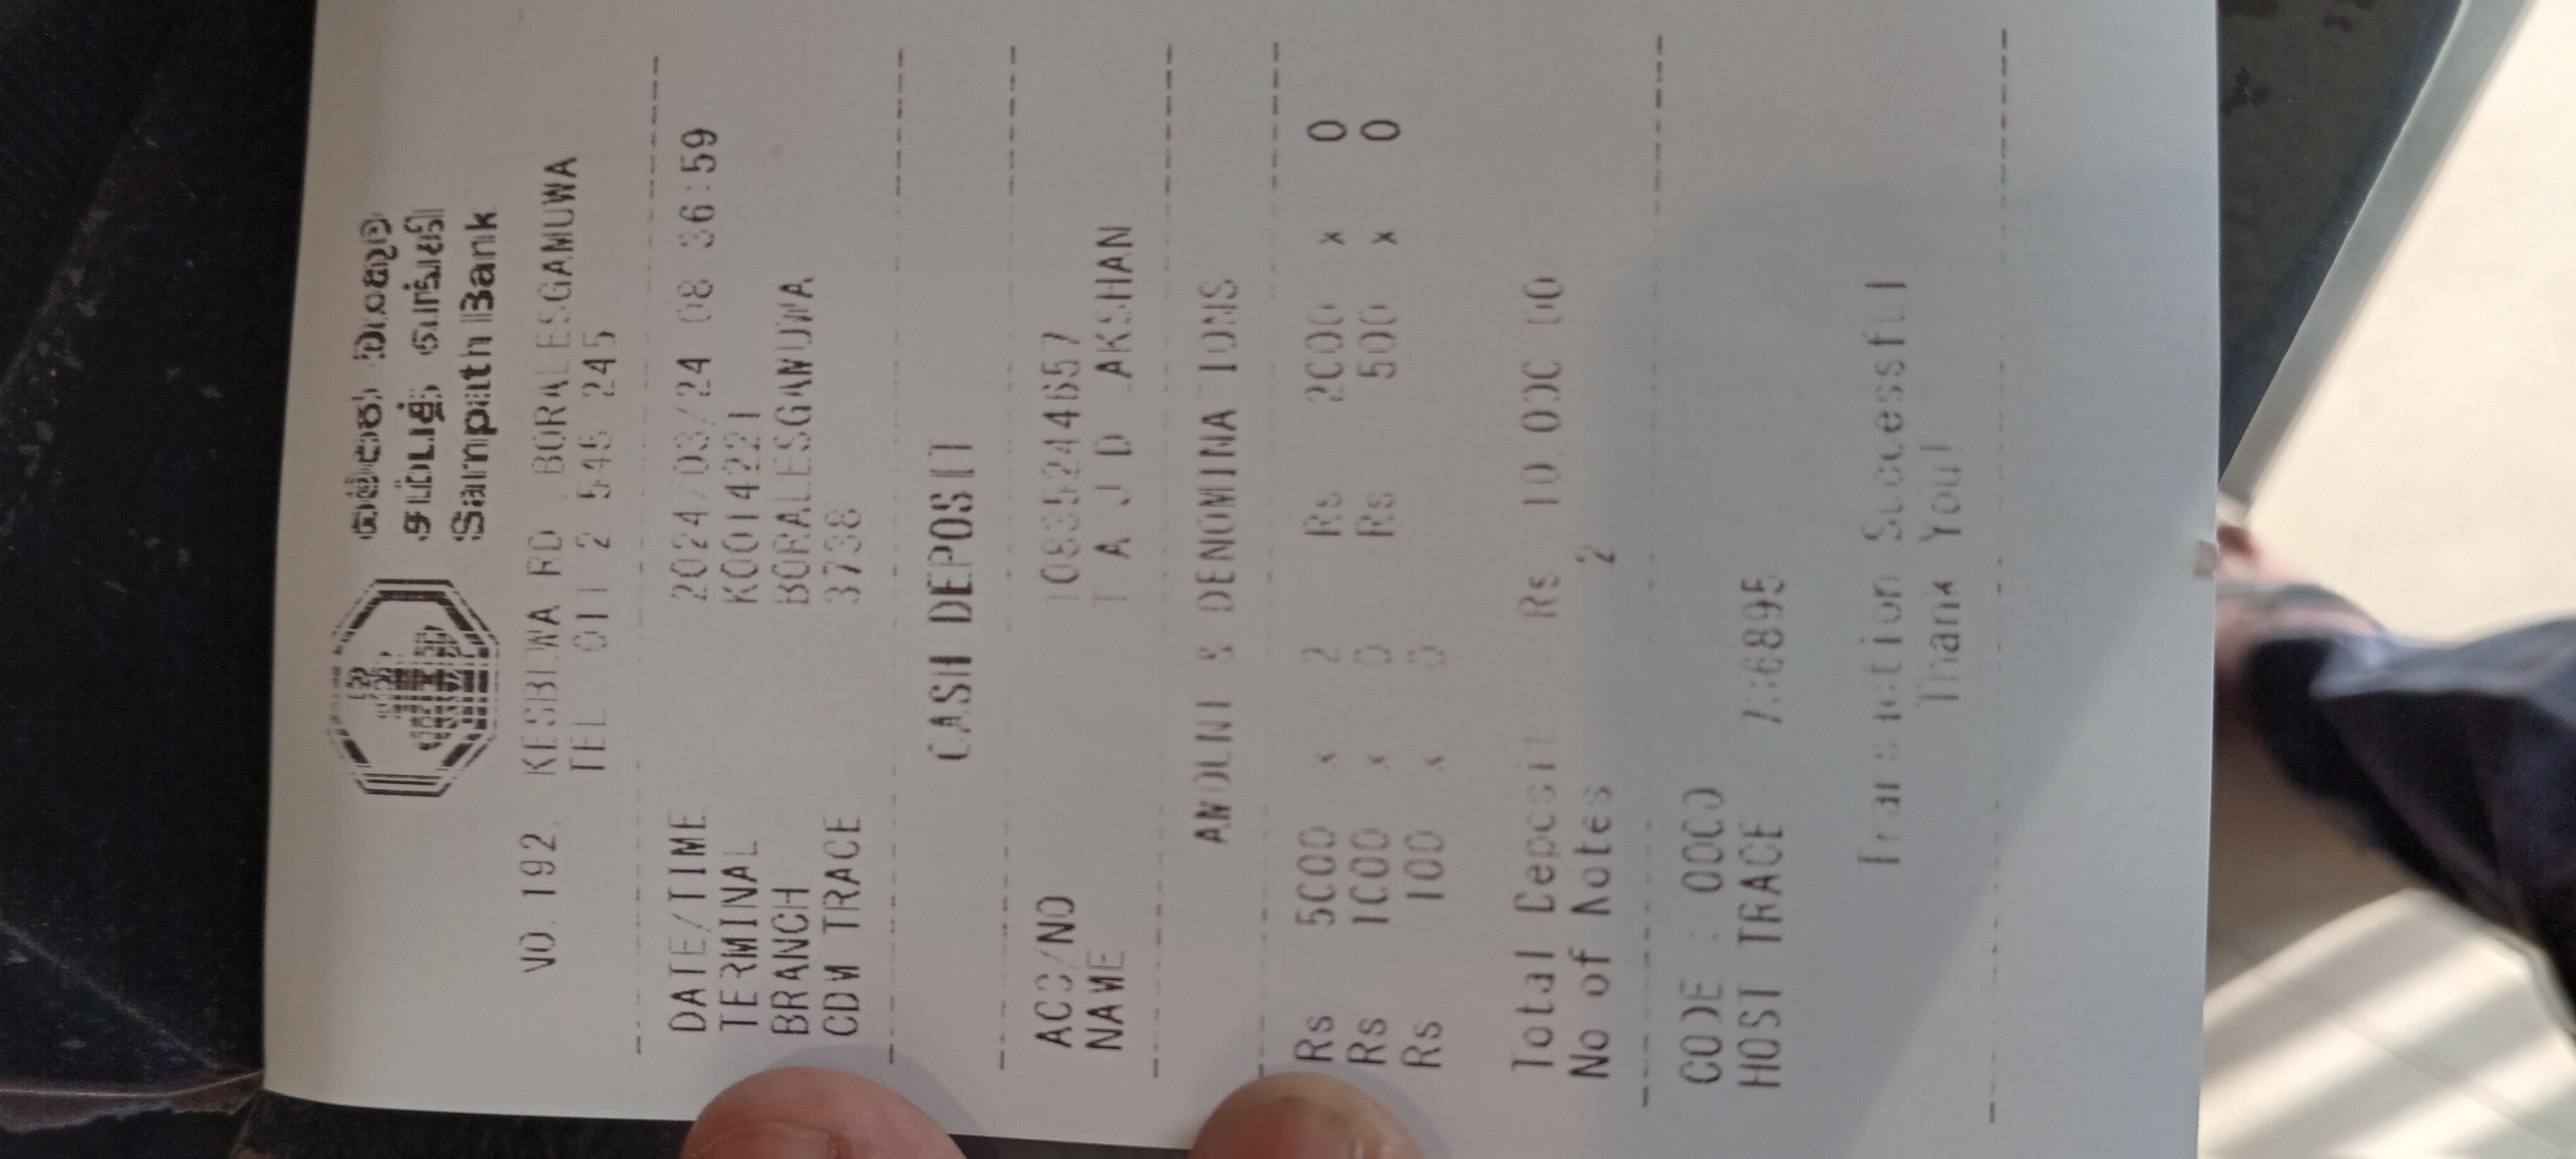 සම්පත් බැංකුව
சம்பத் வங்கி
Sampath Bank
NO.192, KESBEWA RD, BORALESGAMUWA
TEL 011 2 545 245
DATE/TIME 2024/03/24 08:36:59
TERMINAL K0014221
BRANCH BORALESGAMUWA
CDM TRACE 3738
CASH DEPOSIT
ACC/NO 10835244657
NAME T A J D AKSHAN
AMOUNT & DENOMINATIONS
Rs 5000 x 2 Rs 2000 x 0
Rs 1000 x 0 Rs 500 x 0
Rs 100 x 0
Total Deposit Rs 10,000.00
No of Notes 2
CODE : 0000
HOST TRACE
Transaction Successful
Thank You!